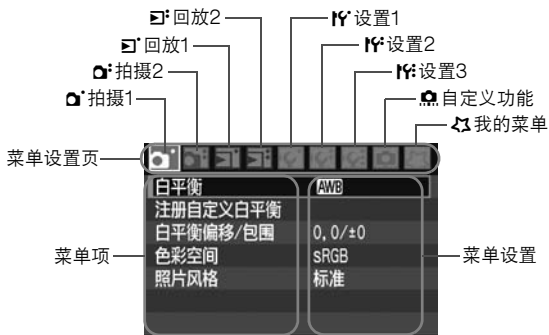 回放2
回放1
拍摄2
拍摄1
设置1
设置2
设置3
自定义功能
我的菜单
菜单设置页
白平衡 AWB
注册自定义白平衡
白平衡偏移/包围 0,0/±0
色彩空间 sRGB
照片风格 标准
菜单项
菜单设置